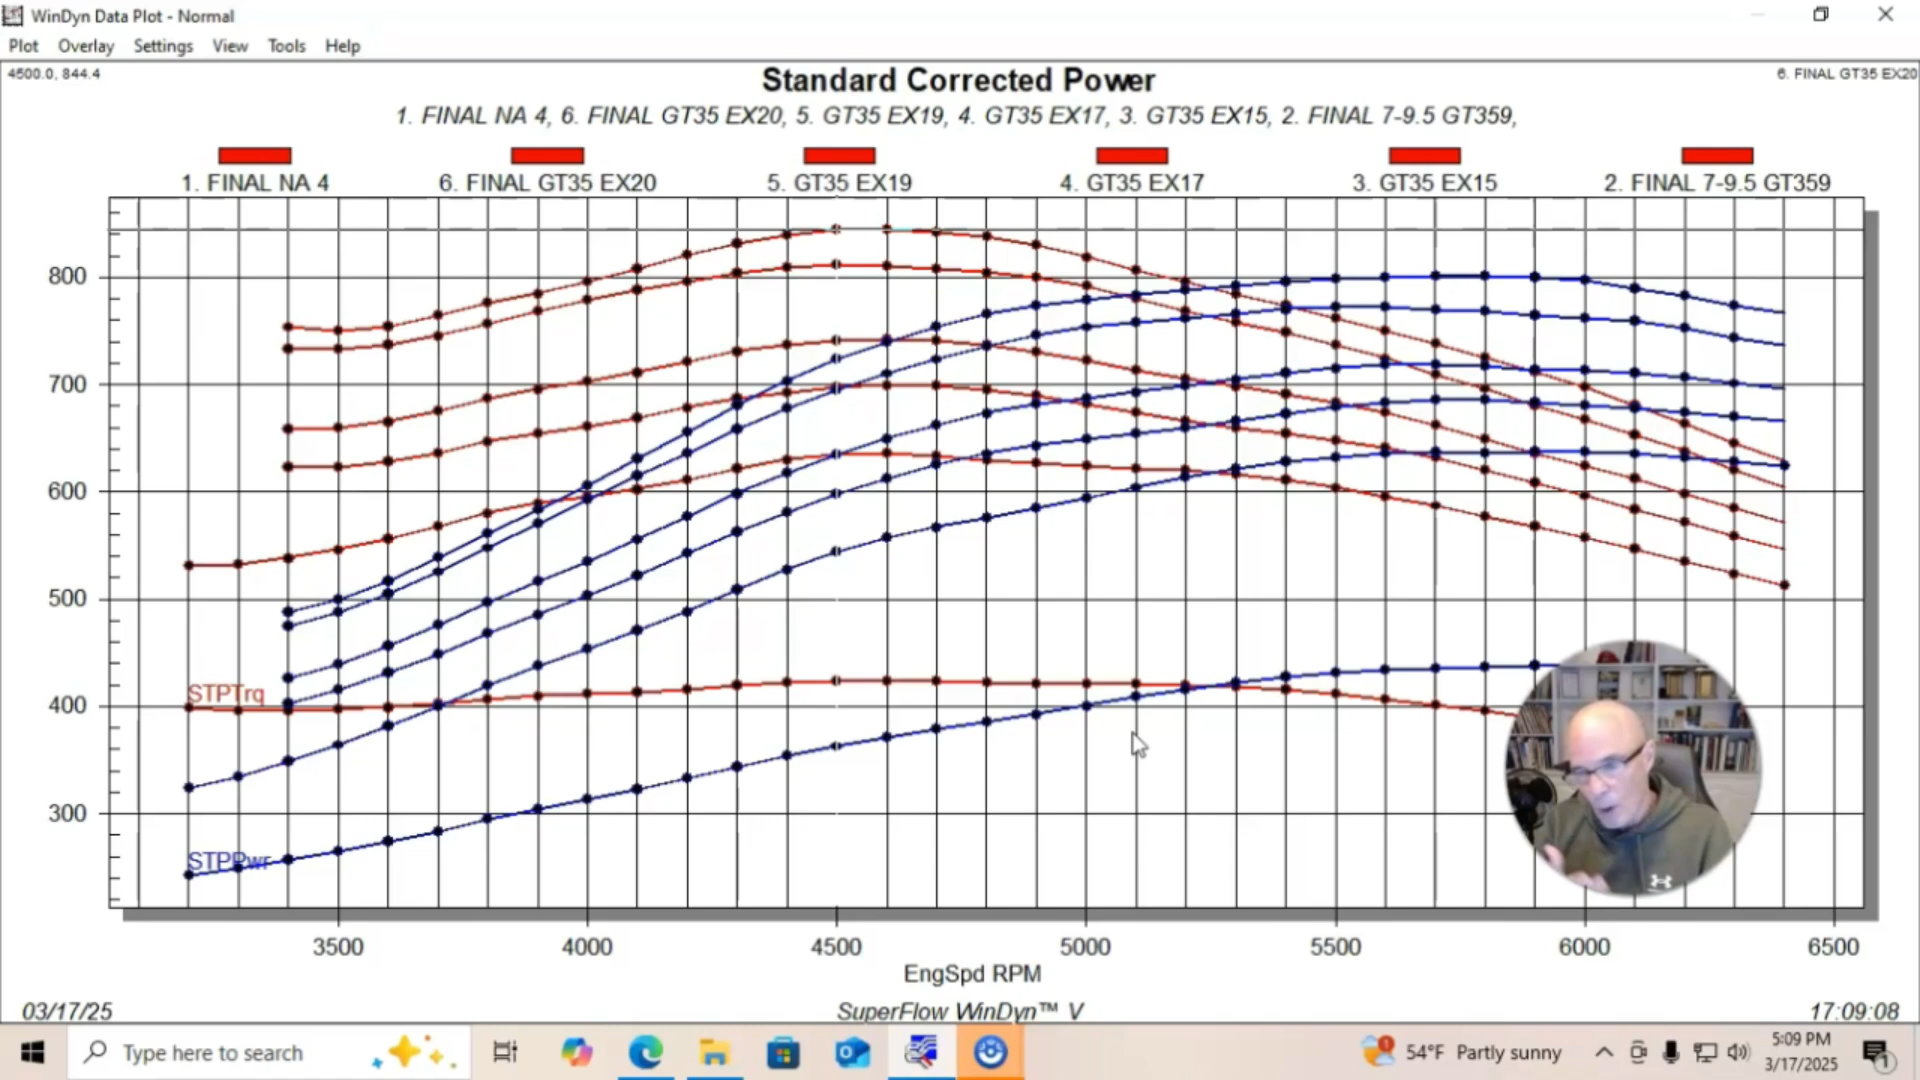 WinDyn Data Plot - Normal
Plot Overlay Settings View Tools Help
4500.0, 844.4
Standard Corrected Power
6. FINAL GT35 EX20
1. FINAL NA 4, 6. FINAL GT35 EX20, 5. GT35 EX19, 4. GT35 EX17, 3. GT35 EX15, 2. FINAL 7-9.5 GT359,
1. FINAL NA 4 6. FINAL GT35 EX20 5. GT35 EX19 4. GT35 EX17 3. GT35 EX15 2. FINAL 7-9.5 GT359
800
700
600
500
400
300
STPTrq
STPPwr
3500 4000 4500 5000 5500 6000 6500
EngSpd RPM
03/17/25 SuperFlow WinDyn™ V 17:09:08
Type here to search
54°F Partly sunny
5:09 PM
3/17/2025
1